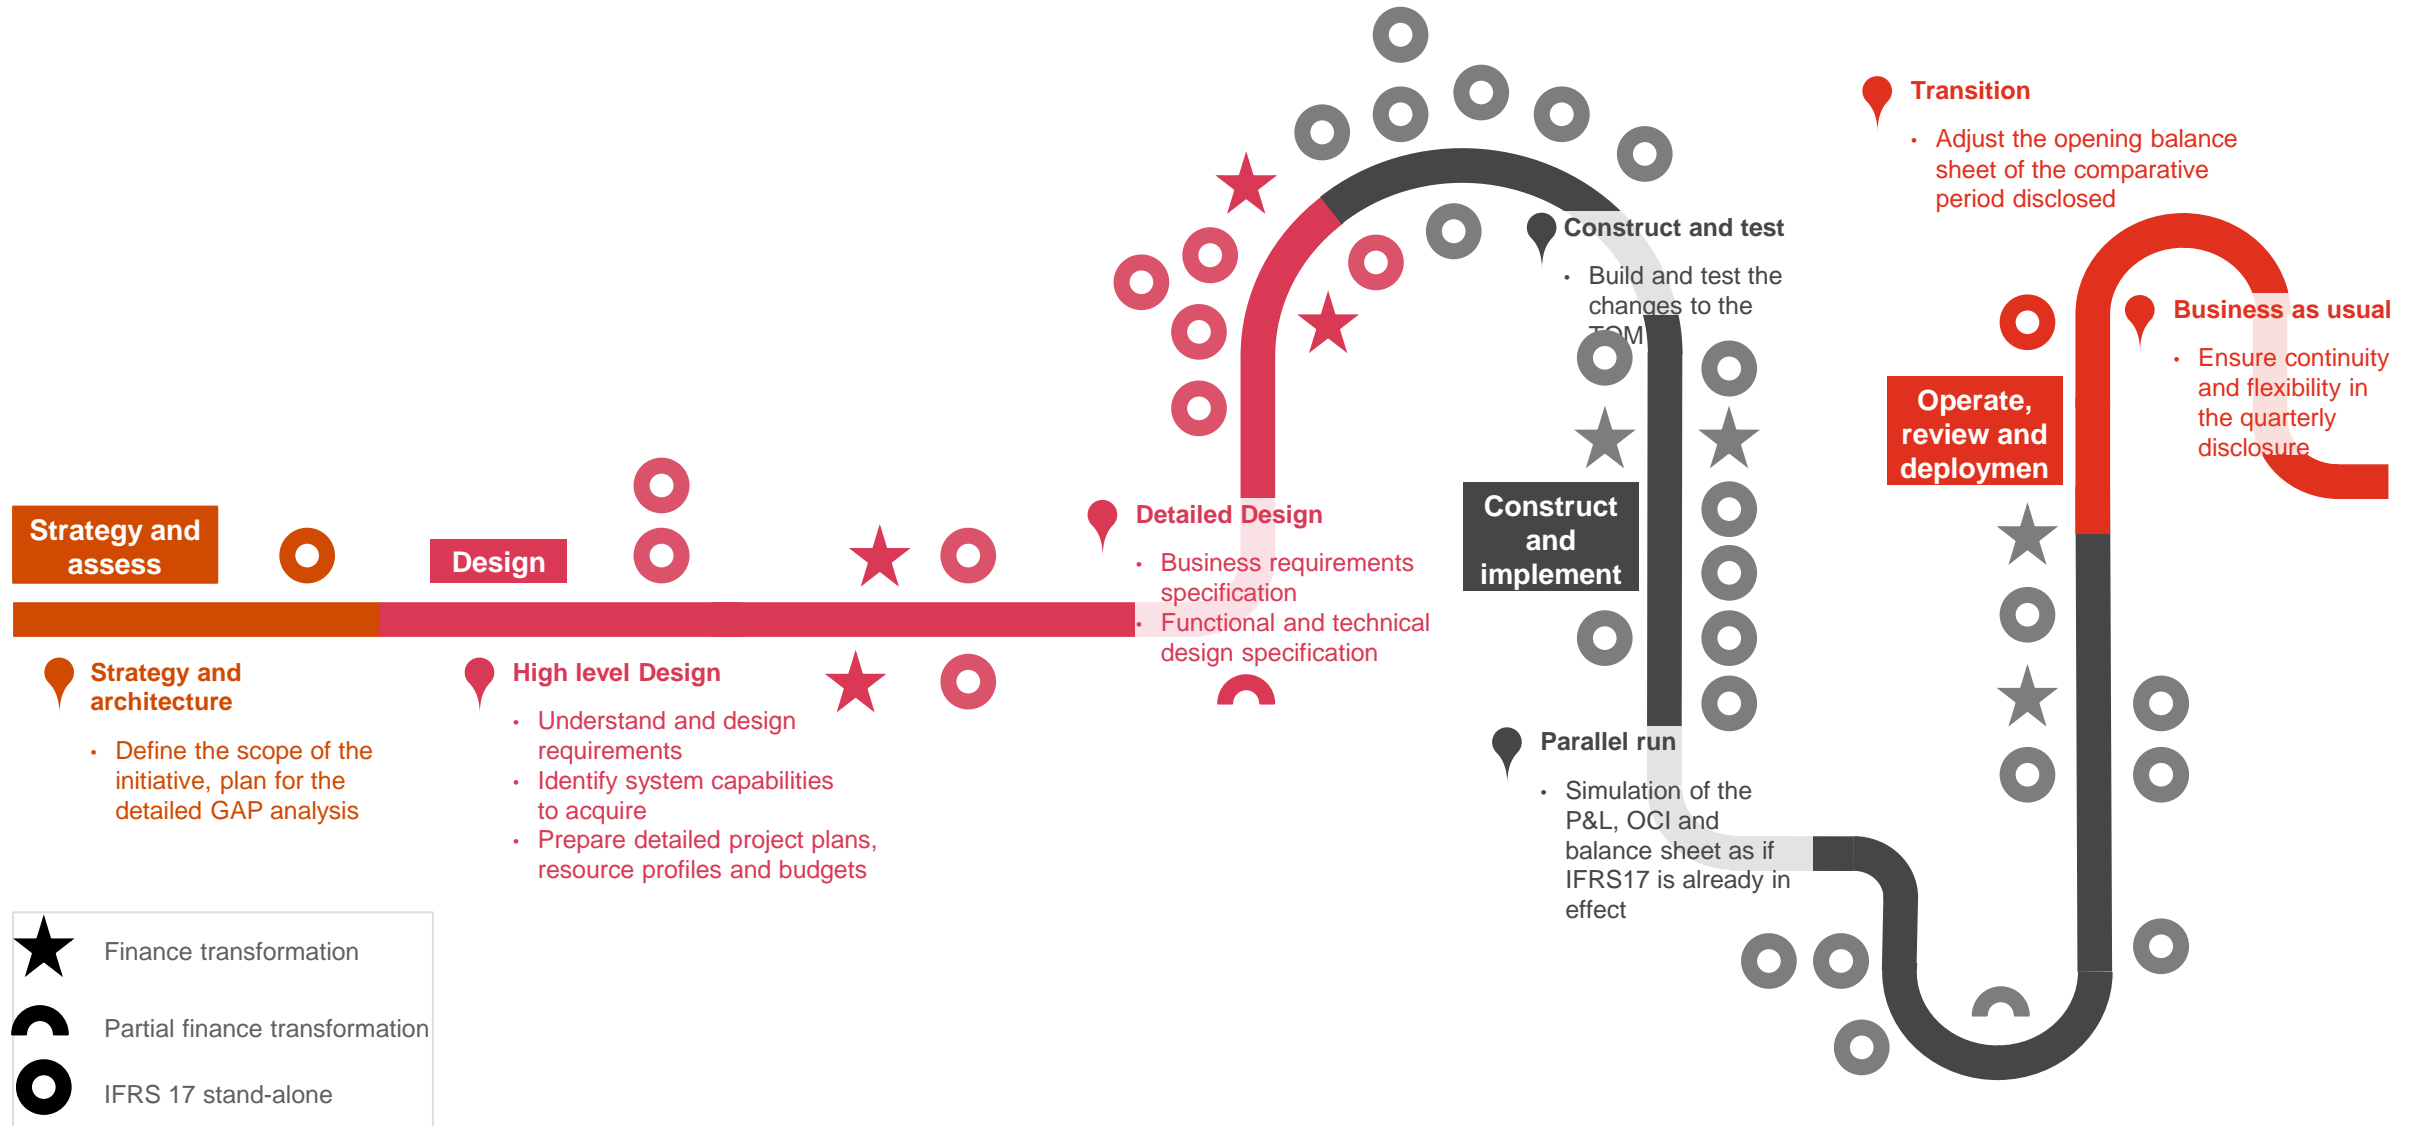 Strategy and
assess
Strategy and
architecture
• Define the scope of the
initiative, plan for the
detailed GAP analysis
Design
High level Design
• Understand and design
requirements
• Identify system capabilities
to acquire
• Prepare detailed project plans,
resource profiles and budgets
Detailed Design
• Business requirements
specification
• Functional and technical
design specification
Construct
and
implement
Construct and test
• Build and test the
changes to the
TOM
Parallel run
• Simulation of the
P&L, OCI and
balance sheet as if
IFRS17 is already in
effect
Operate,
review and
deploymen
Transition
• Adjust the opening balance
sheet of the comparative
period disclosed
Business as usual
• Ensure continuity
and flexibility in
the quarterly
disclosure
Finance transformation
Partial finance transformation
IFRS 17 stand-alone